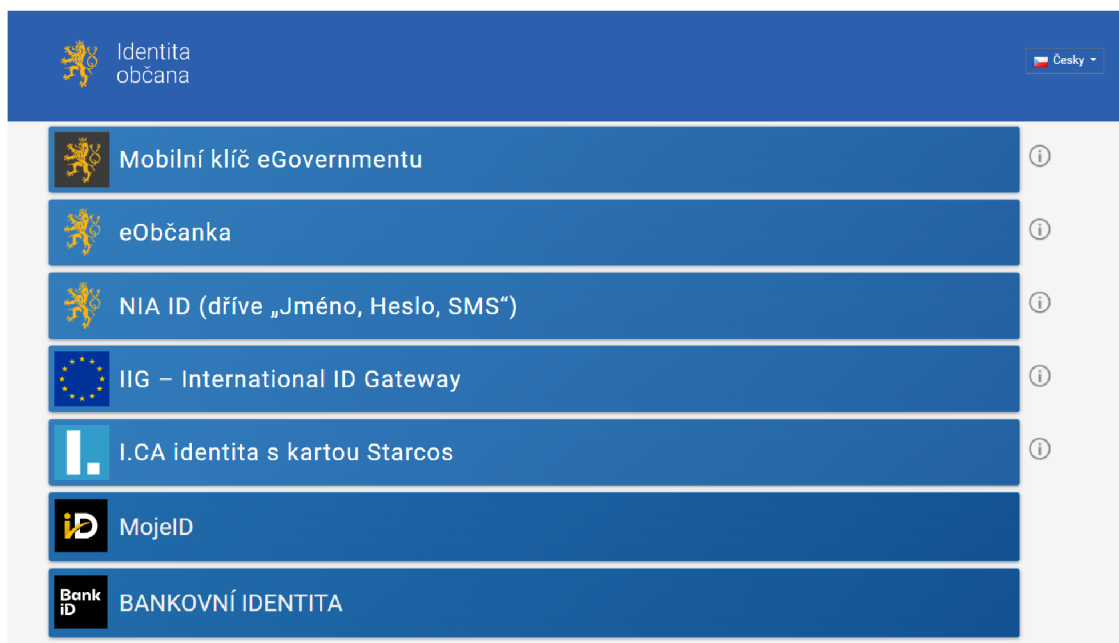 Identita
občana
Česky
Mobilní klíč eGovernmentu
eObčanka
NIA ID (dříve „Jméno, Heslo, SMS“)
IIG – International ID Gateway
I.
I.CA identita s kartou Starcos
iD
MojeID
Bank
iD
BANKOVNÍ IDENTITA